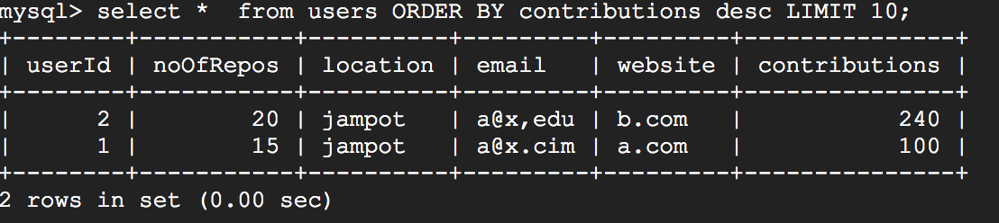 mysql> select *  from users ORDER BY contributions desc LIMIT 10;
+--------+-----------+----------+---------+---------+---------------+
| userId | noOfRepos | location | email   | website | contributions |
+--------+-----------+----------+---------+---------+---------------+
|      2 |        20 | jampot   | a@x,edu | b.com   |           240 |
|      1 |        15 | jampot   | a@x.cim | a.com   |           100 |
+--------+-----------+----------+---------+---------+---------------+
2 rows in set (0.00 sec)